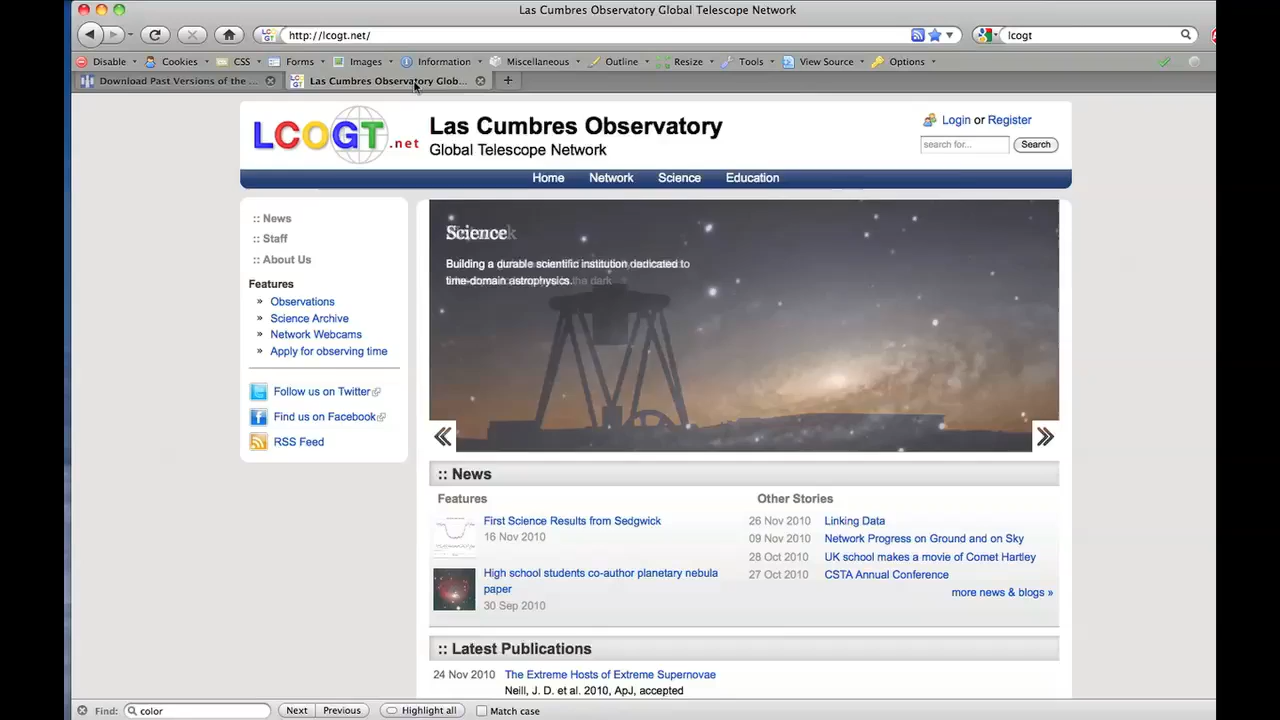 Las Cumbres Observatory Global Telescope Network
http://lcogt.net/
lcogt
Disable Cookies CSS Forms Images Information Miscellaneous Outline Resize Tools View Source Options
Download Past Versions of the ...
Las Cumbres Observatory Glob...
LCOGT.net
Las Cumbres Observatory
Global Telescope Network
Login or Register
search for...
Search
Home Network Science Education
:: News
:: Staff
:: About Us
Features
» Observations
» Science Archive
» Network Webcams
» Apply for observing time
Follow us on Twitter
Find us on Facebook
RSS Feed
Science
Building a durable scientific institution dedicated to
time-domain astrophysics.
:: News
Features
First Science Results from Sedgwick
16 Nov 2010
High school students co-author planetary nebula
paper
30 Sep 2010
Other Stories
26 Nov 2010 Linking Data
09 Nov 2010 Network Progress on Ground and on Sky
28 Oct 2010 UK school makes a movie of Comet Hartley
27 Oct 2010 CSTA Annual Conference
more news & blogs »
:: Latest Publications
24 Nov 2010 The Extreme Hosts of Extreme Supernovae
Neill, J. D. et al. 2010, ApJ, accepted
Find: color Next Previous Highlight all Match case